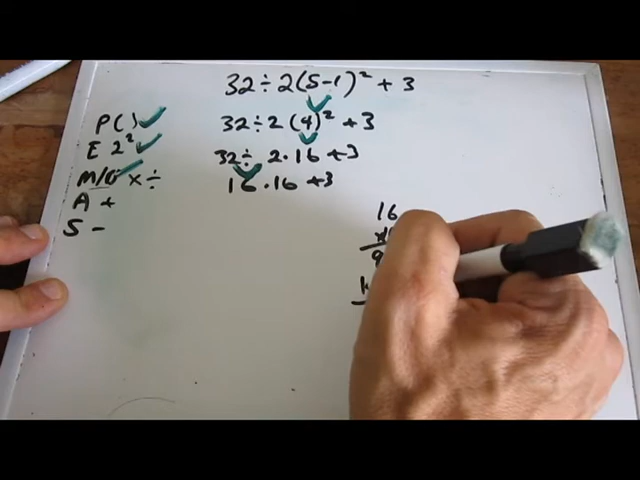 32 ÷ 2(5-1)² + 3
P( ) 32 ÷ 2 (4)² + 3
E 2² 32 ÷ 2 · 16 + 3
M/D × ÷ 16 · 16 + 3
A +
S -
16